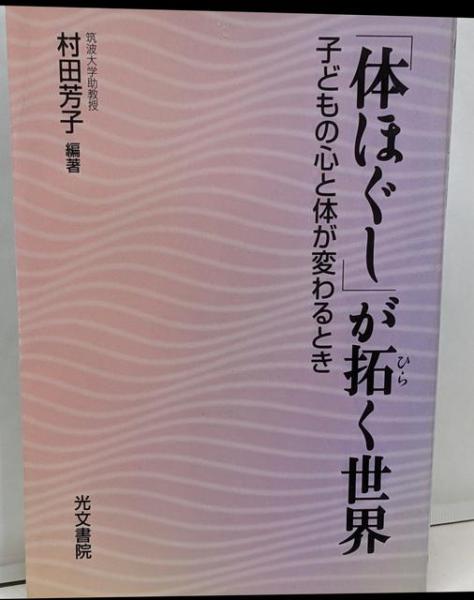 「体ほぐし」が拓く世界
ひら
子どもの心と体が変わるとき
筑波大学助教授
村田芳子 編著
光文書院